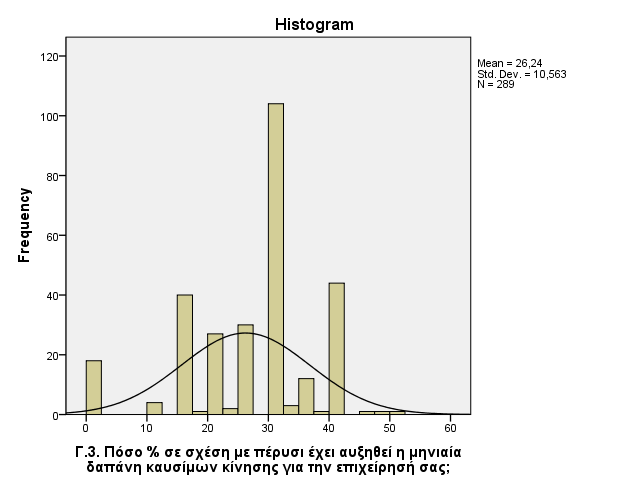 Histogram
120
100
80
60
40
20
0
Frequency
0 10 20 30 40 50 60
Γ.3. Πόσο % σε σχέση με πέρυσι έχει αυξηθεί η μηνιαία
δαπάνη καυσίμων κίνησης για την επιχείρησή σας;
Mean = 26,24
Std. Dev. = 10,563
N = 289